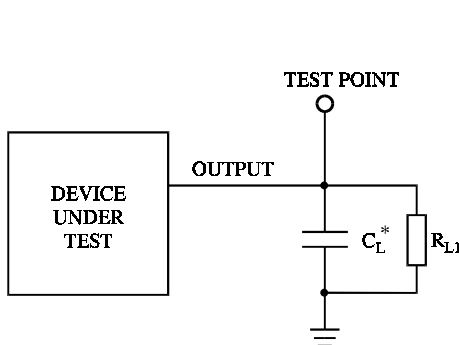 TEST POINT
OUTPUT
DEVICE
UNDER
TEST
C_L*
R_L1